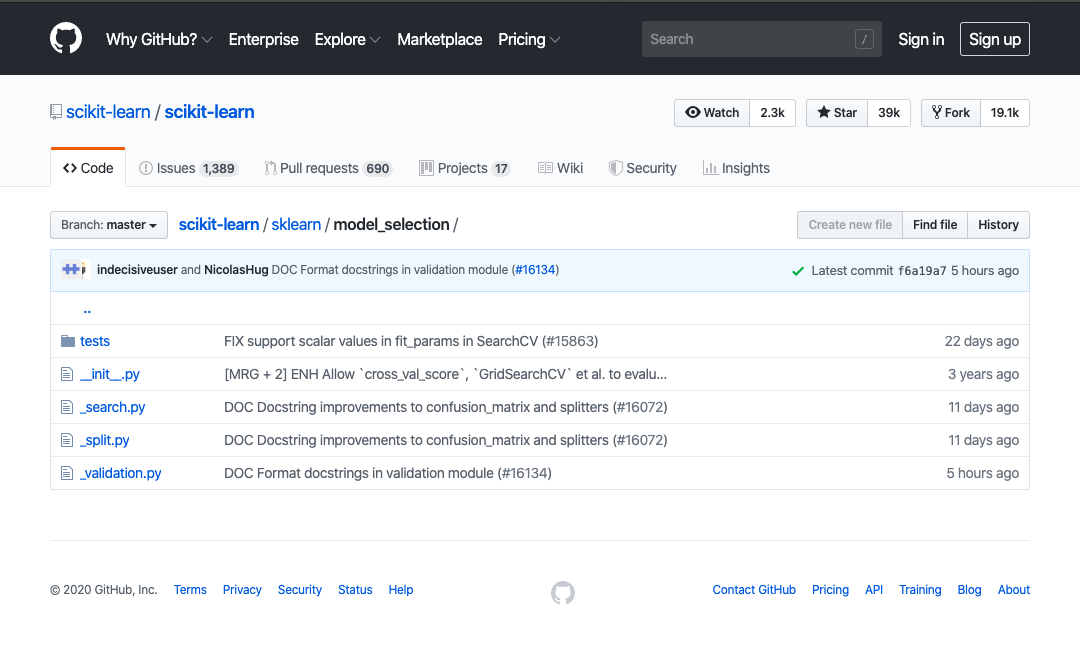 Why GitHub? Enterprise Explore Marketplace Pricing Search / Sign in Sign up
scikit-learn / scikit-learn Watch 2.3k Star 39k Fork 19.1k
Code Issues 1,389 Pull requests 690 Projects 17 Wiki Security Insights
Branch: master scikit-learn / sklearn / model_selection / Create new file Find file History
indecisiveuser and NicolasHug DOC Format docstrings in validation module (#16134) Latest commit f6a19a7 5 hours ago
..
tests FIX support scalar values in fit_params in SearchCV (#15863) 22 days ago
__init__.py [MRG + 2] ENH Allow `cross_val_score`, `GridSearchCV` et al. to evalu... 3 years ago
_search.py DOC Docstring improvements to confusion_matrix and splitters (#16072) 11 days ago
_split.py DOC Docstring improvements to confusion_matrix and splitters (#16072) 11 days ago
_validation.py DOC Format docstrings in validation module (#16134) 5 hours ago
© 2020 GitHub, Inc. Terms Privacy Security Status Help Contact GitHub Pricing API Training Blog About